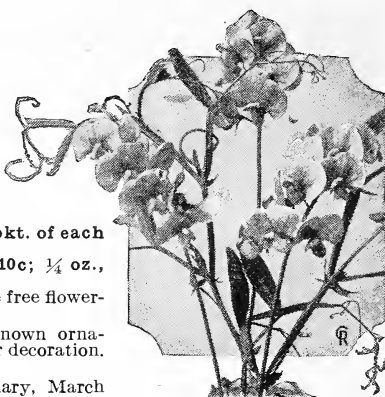 pkt. of each
10c; ¼ oz.,
free flower-
nown orna-
decoration.
ary, March